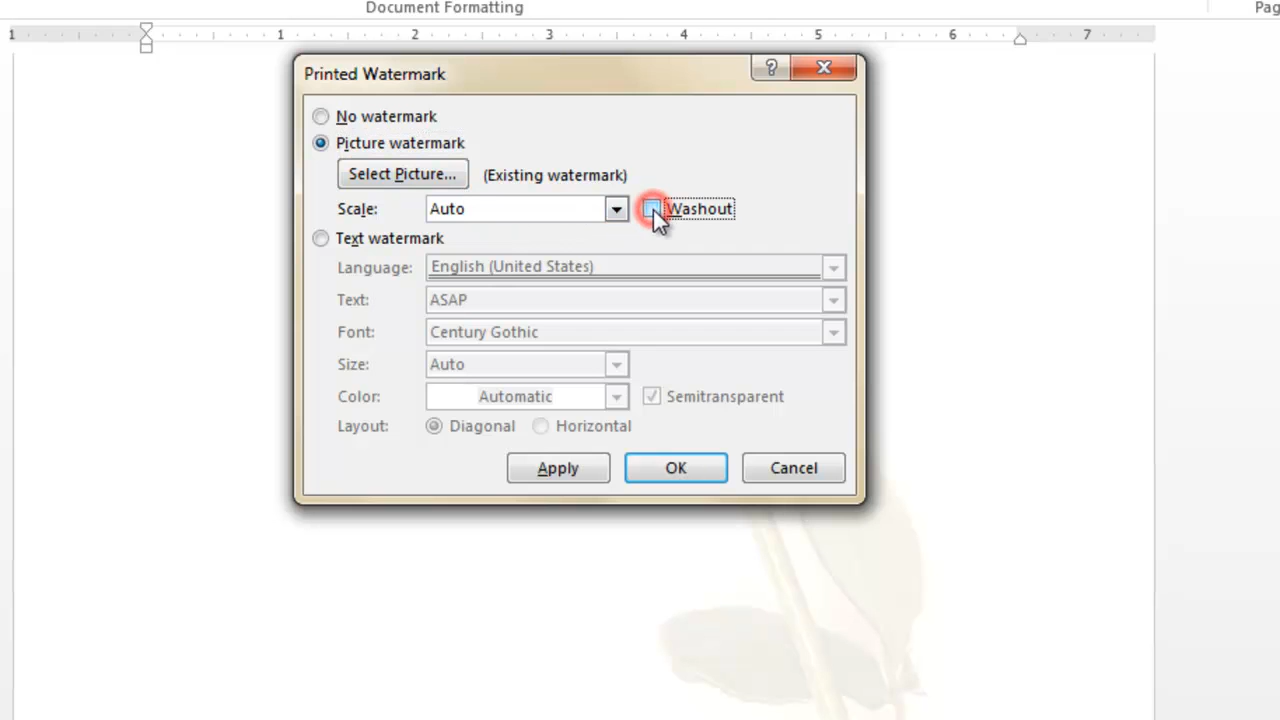 Document Formatting
Pag
1 1 2 3 4 5 6 7
Printed Watermark
No watermark
Picture watermark
Select Picture... (Existing watermark)
Scale: Auto Washout
Text watermark
Language: English (United States)
Text: ASAP
Font: Century Gothic
Size: Auto
Color: Automatic Semitransparent
Layout: Diagonal Horizontal
Apply OK Cancel